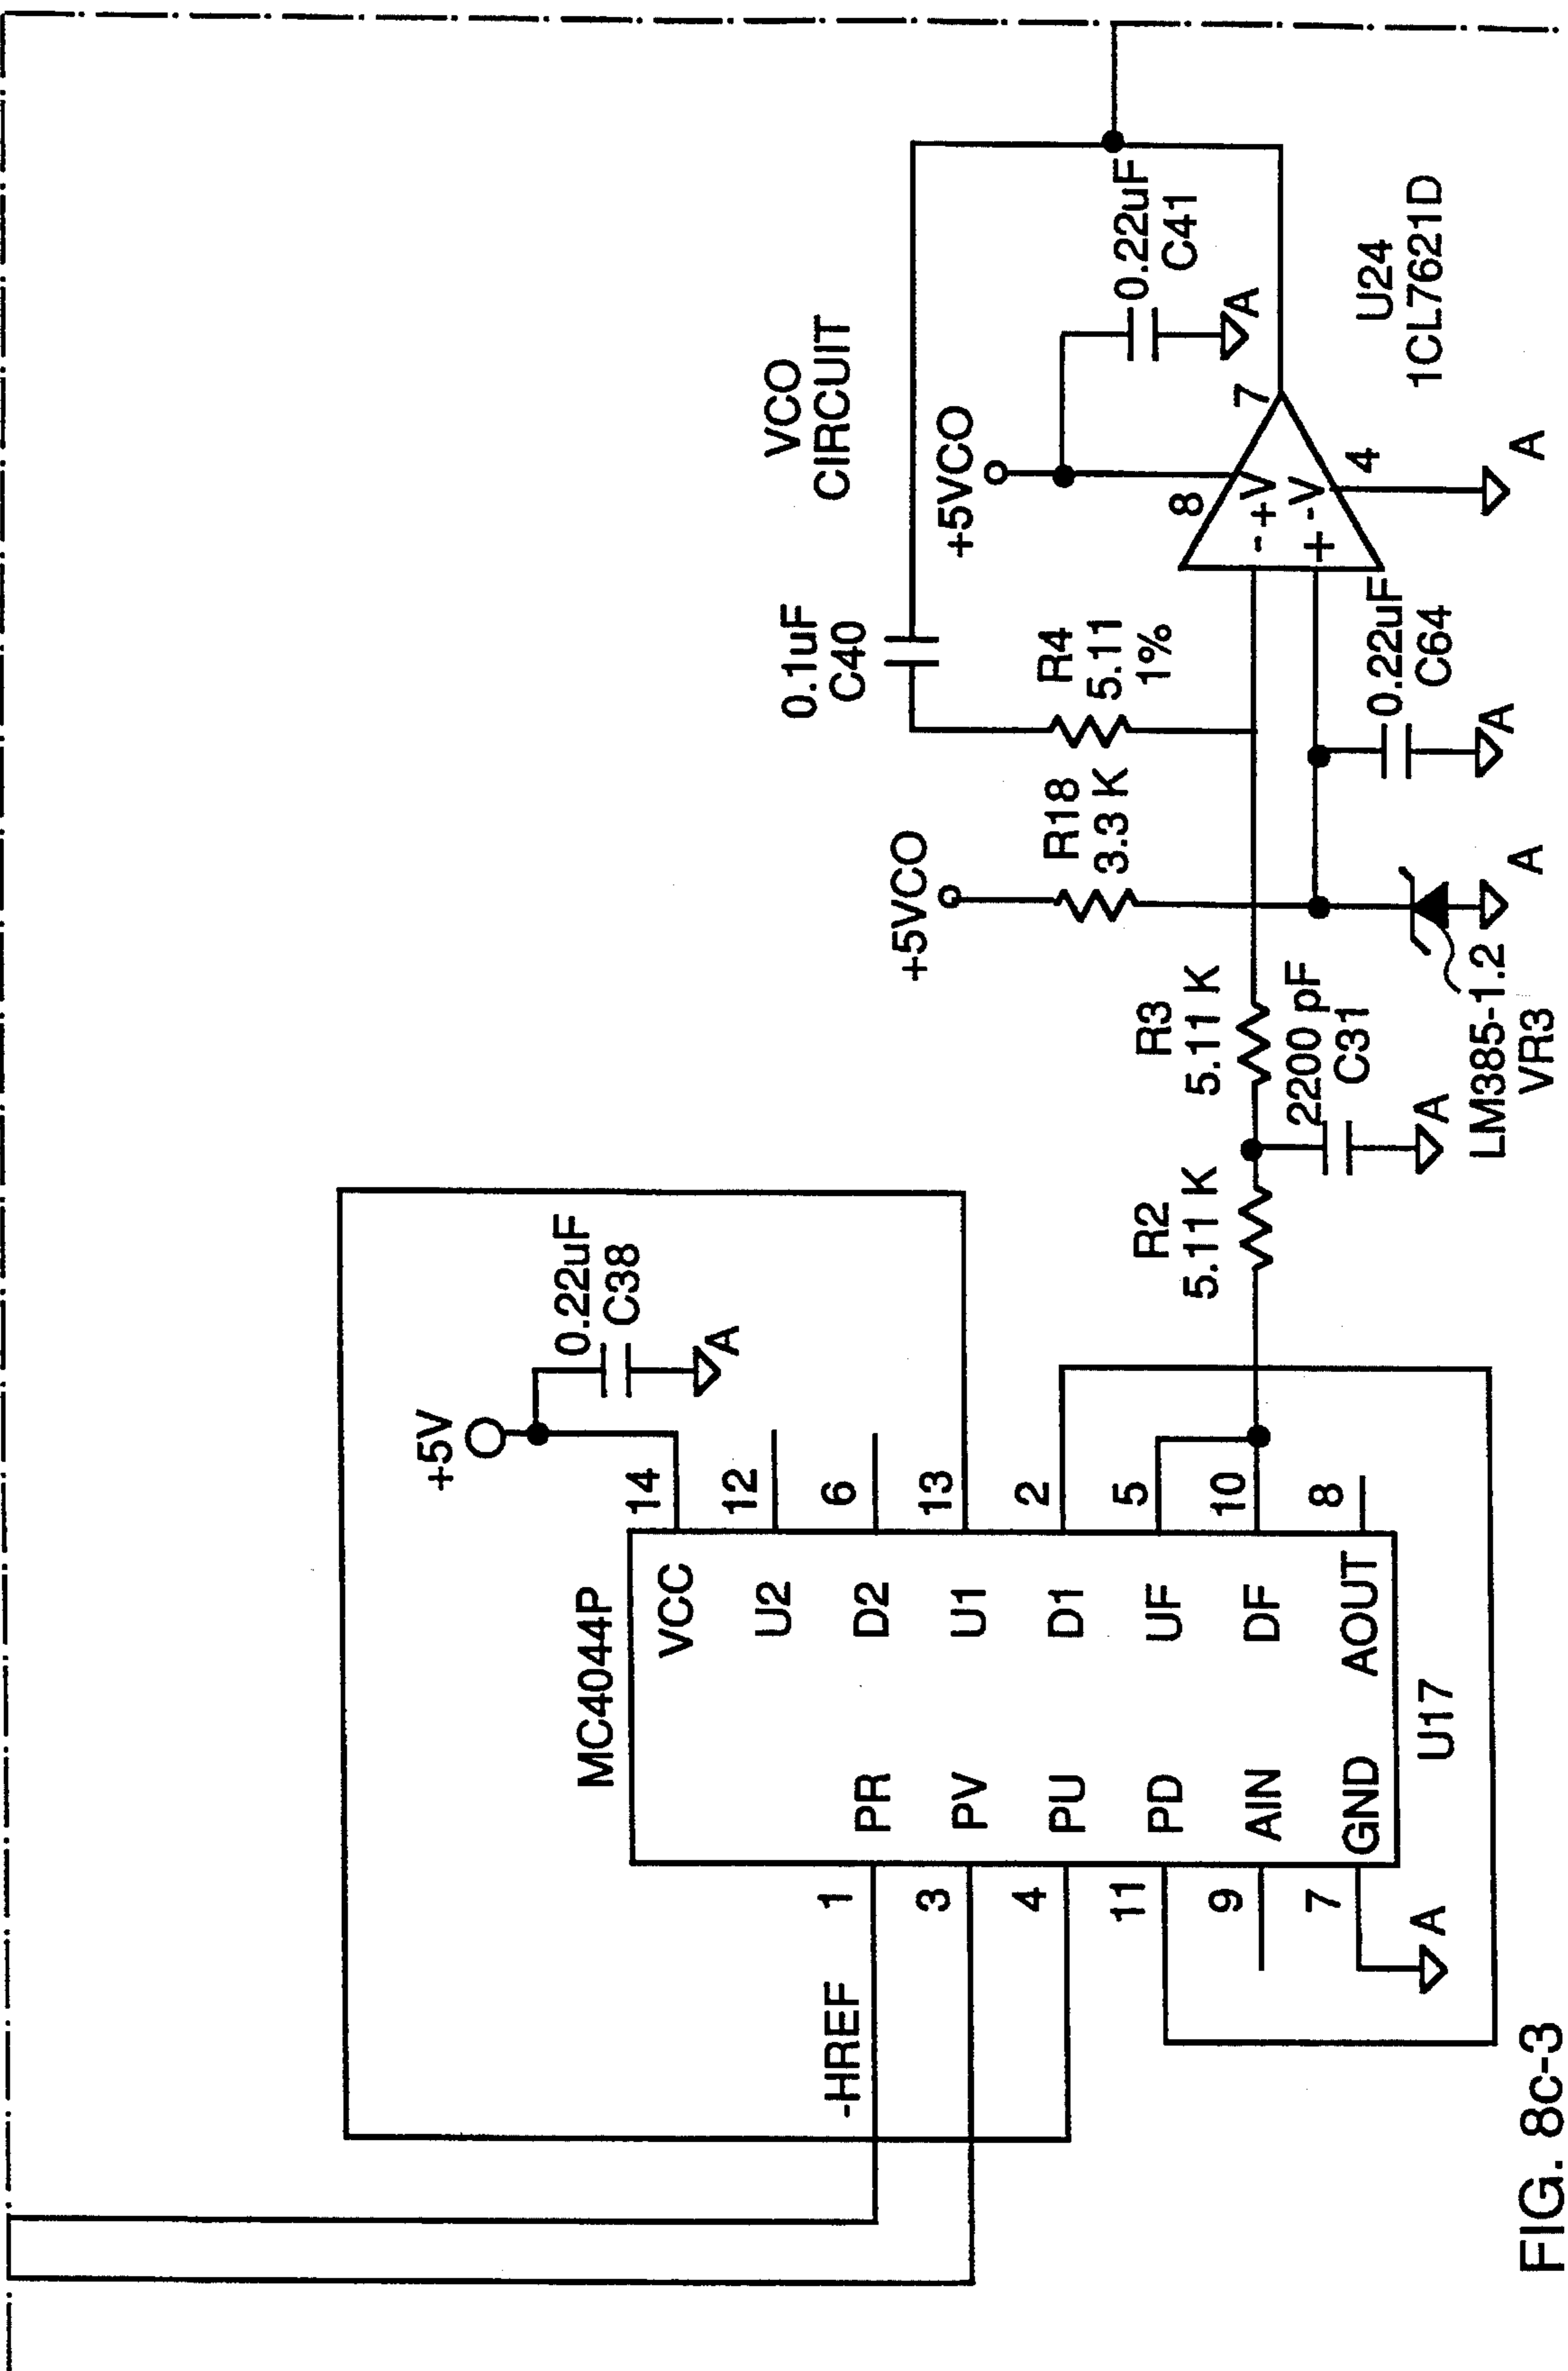 VCO
CIRCUIT
+5V
0.22uF
C38
MC4044P
14
VCC
12
U2
6
D2
13
U1
2
D1
5
UF
10
DF
8
AOUT
-HREF
1
PR
3
PV
4
PU
11
PD
9
AIN
7
GND
A
A
U17
R2
5.11 K
R3
5.11 K
2200 pF
C31
A
+5VCO
R18
3.3 K
LM385-1.2
VR3
A
0.1uF
C40
R4
5.11
1%
0.22uF
C64
A
+5VCO
0.22uF
C41
A
8
- +V
+ -V
7
4
A
U24
1CL7621D
FIG. 8c-3